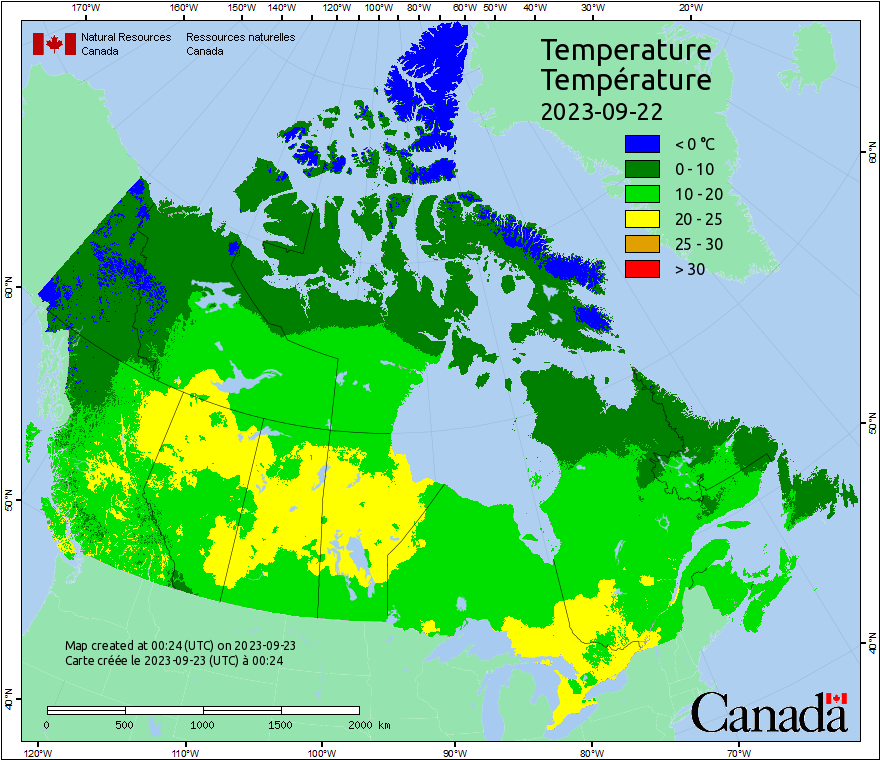 170°W 160°W 150°W 140°W 130°W 120°W 110°W 100°W 90°W 80°W 70°W 60°W 50°W 40°W 30°W 20°W
Natural Resources Ressources naturelles
Canada Canada
Temperature
Température
2023-09-22
< 0 °C
0 - 10
10 - 20
20 - 25
25 - 30
> 30
60°N
60°N
50°N
50°N
40°N
40°N
Map created at 00:24 (UTC) on 2023-09-23
Carte créée le 2023-09-23 (UTC) à 00:24
0 500 1000 1500 2000 km
Canada
120°W 110°W 100°W 90°W 80°W 70°W